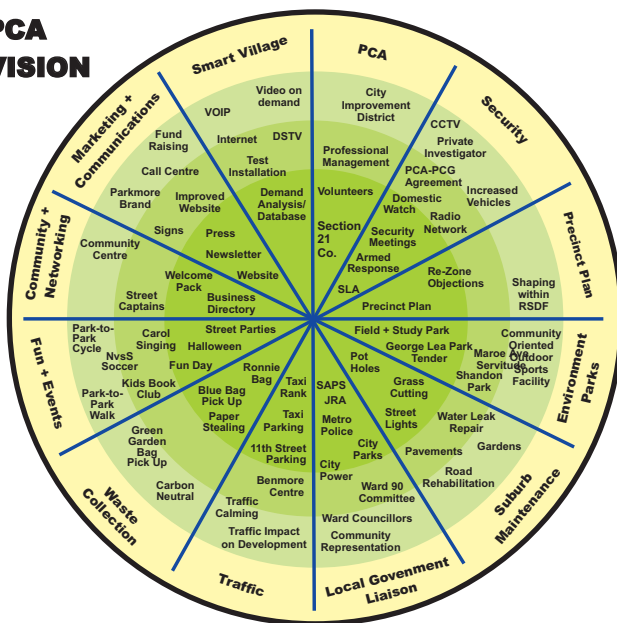 PCA
VISION
Smart Village
PCA
Security
Precinct Plan
Environment
Parks
Suburb
Maintenance
Local Govenment
Liaison
Traffic
Waste
Collection
Fun + Events
Community +
Networking
Marketing +
Communications
Video on
demand
VOIP
Internet
DSTV
Test
Installation
Demand
Analysis/
Database
City
Improvement
District
Professional
Management
Volunteers
Section
21
Co.
CCTV
Private
Investigator
PCA-PCG
Agreement
Increased
Vehicles
Domestic
Watch
Radio
Network
Security
Meetings
Armed
Response
SLA
Re-Zone
Objections
Shaping
within
RSDF
Precinct Plan
Field + Study Park
George Lea Park
Tender
Maroe Ave
Servitude
Community
Oriented
Outdoor
Sports
Facility
Shandon
Park
Pot
Holes
Grass
Cutting
Street
Lights
Water Leak
Repair
Gardens
Pavements
Road
Rehabilitation
SAPS
JRA
Metro
Police
City
Parks
City
Power
Ward 90
Committee
Ward Councillors
Community
Representation
Taxi
Rank
Taxi
Parking
11th Street
Parking
Benmore
Centre
Traffic
Calming
Traffic Impact
on Development
Ronnie
Bag
Blue Bag
Pick Up
Paper
Stealing
Green
Garden
Bag
Pick Up
Carbon
Neutral
Street Parties
Halloween
Fun Day
Carol
Singing
Kids Book
Club
NvsS
Soccer
Park-to-
Park
Cycle
Park-to-
Park
Walk
Website
Business
Directory
Welcome
Pack
Street
Captains
Community
Centre
Fund
Raising
Call Centre
Parkmore
Brand
Improved
Website
Signs
Press
Newsletter